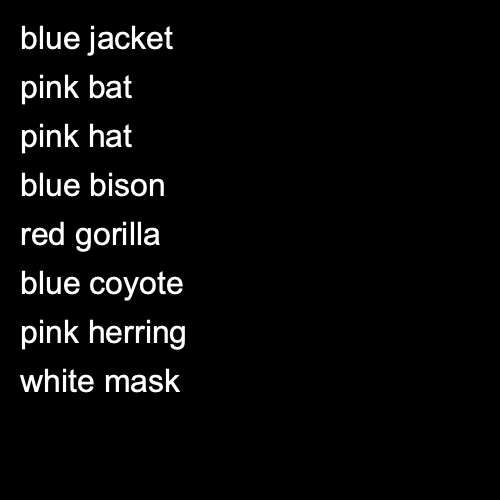 blue jacket
pink bat
pink hat
blue bison
red gorilla
blue coyote
pink herring
white mask